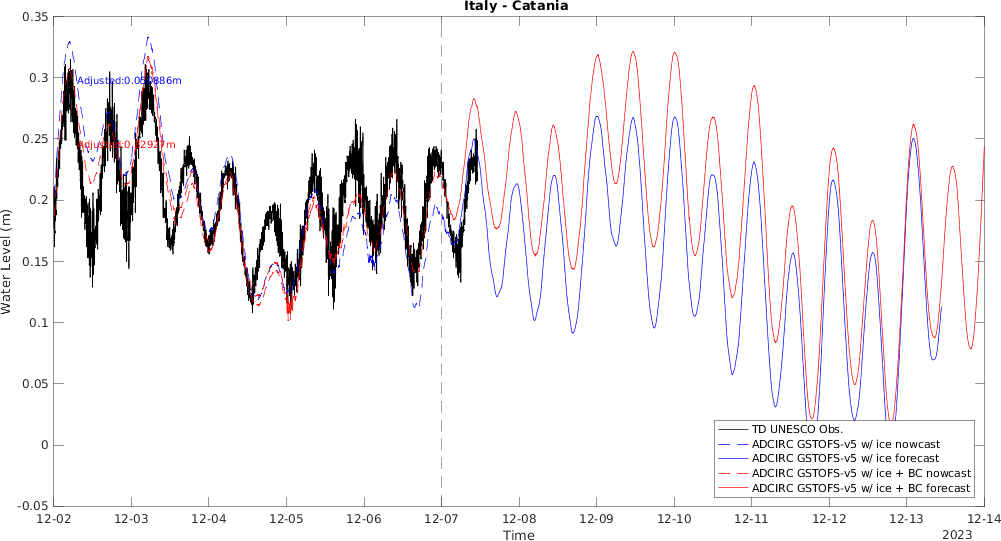 Italy - Catania
Water Level (m)
0.35
0.3
0.25
0.2
0.15
0.1
0.05
0
-0.05
TD UNESCO Obs.
ADCIRC GSTOFS-v5 w/ ice nowcast
ADCIRC GSTOFS-v5 w/ ice forecast
ADCIRC GSTOFS-v5 w/ ice + BC nowcast
ADCIRC GSTOFS-v5 w/ ice + BC forecast
12-02 12-03 12-04 12-05 12-06 12-07 12-08 12-09 12-10 12-11 12-12 12-13 12-14
Time
2023